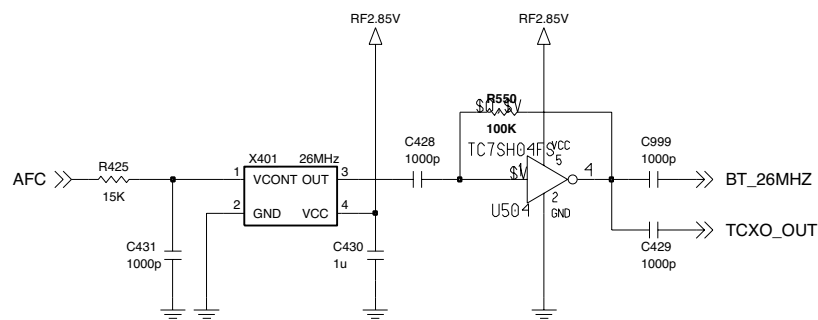 RF2.85V
RF2.85V
R550
$Q $V
100K
C428
1000p
TC7SH04FS
VCC
5
C999
1000p
X401 26MHz
R425
15K
AFC
1 VCONT OUT 3
2 GND VCC 4
$V
1
4
BT_26MHZ
U504
2
GND
TCXO_OUT
C431
1000p
C430
1u
C429
1000p